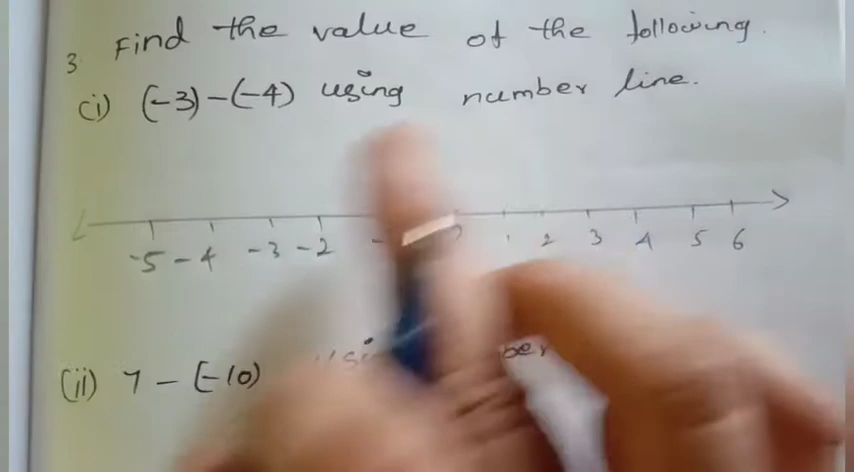 3. Find the value of the following.
(i) (-3)-(-4) using number line.
-5 -4 -3 -2 2 3 4 5 6
(ii) 7 - (-10)